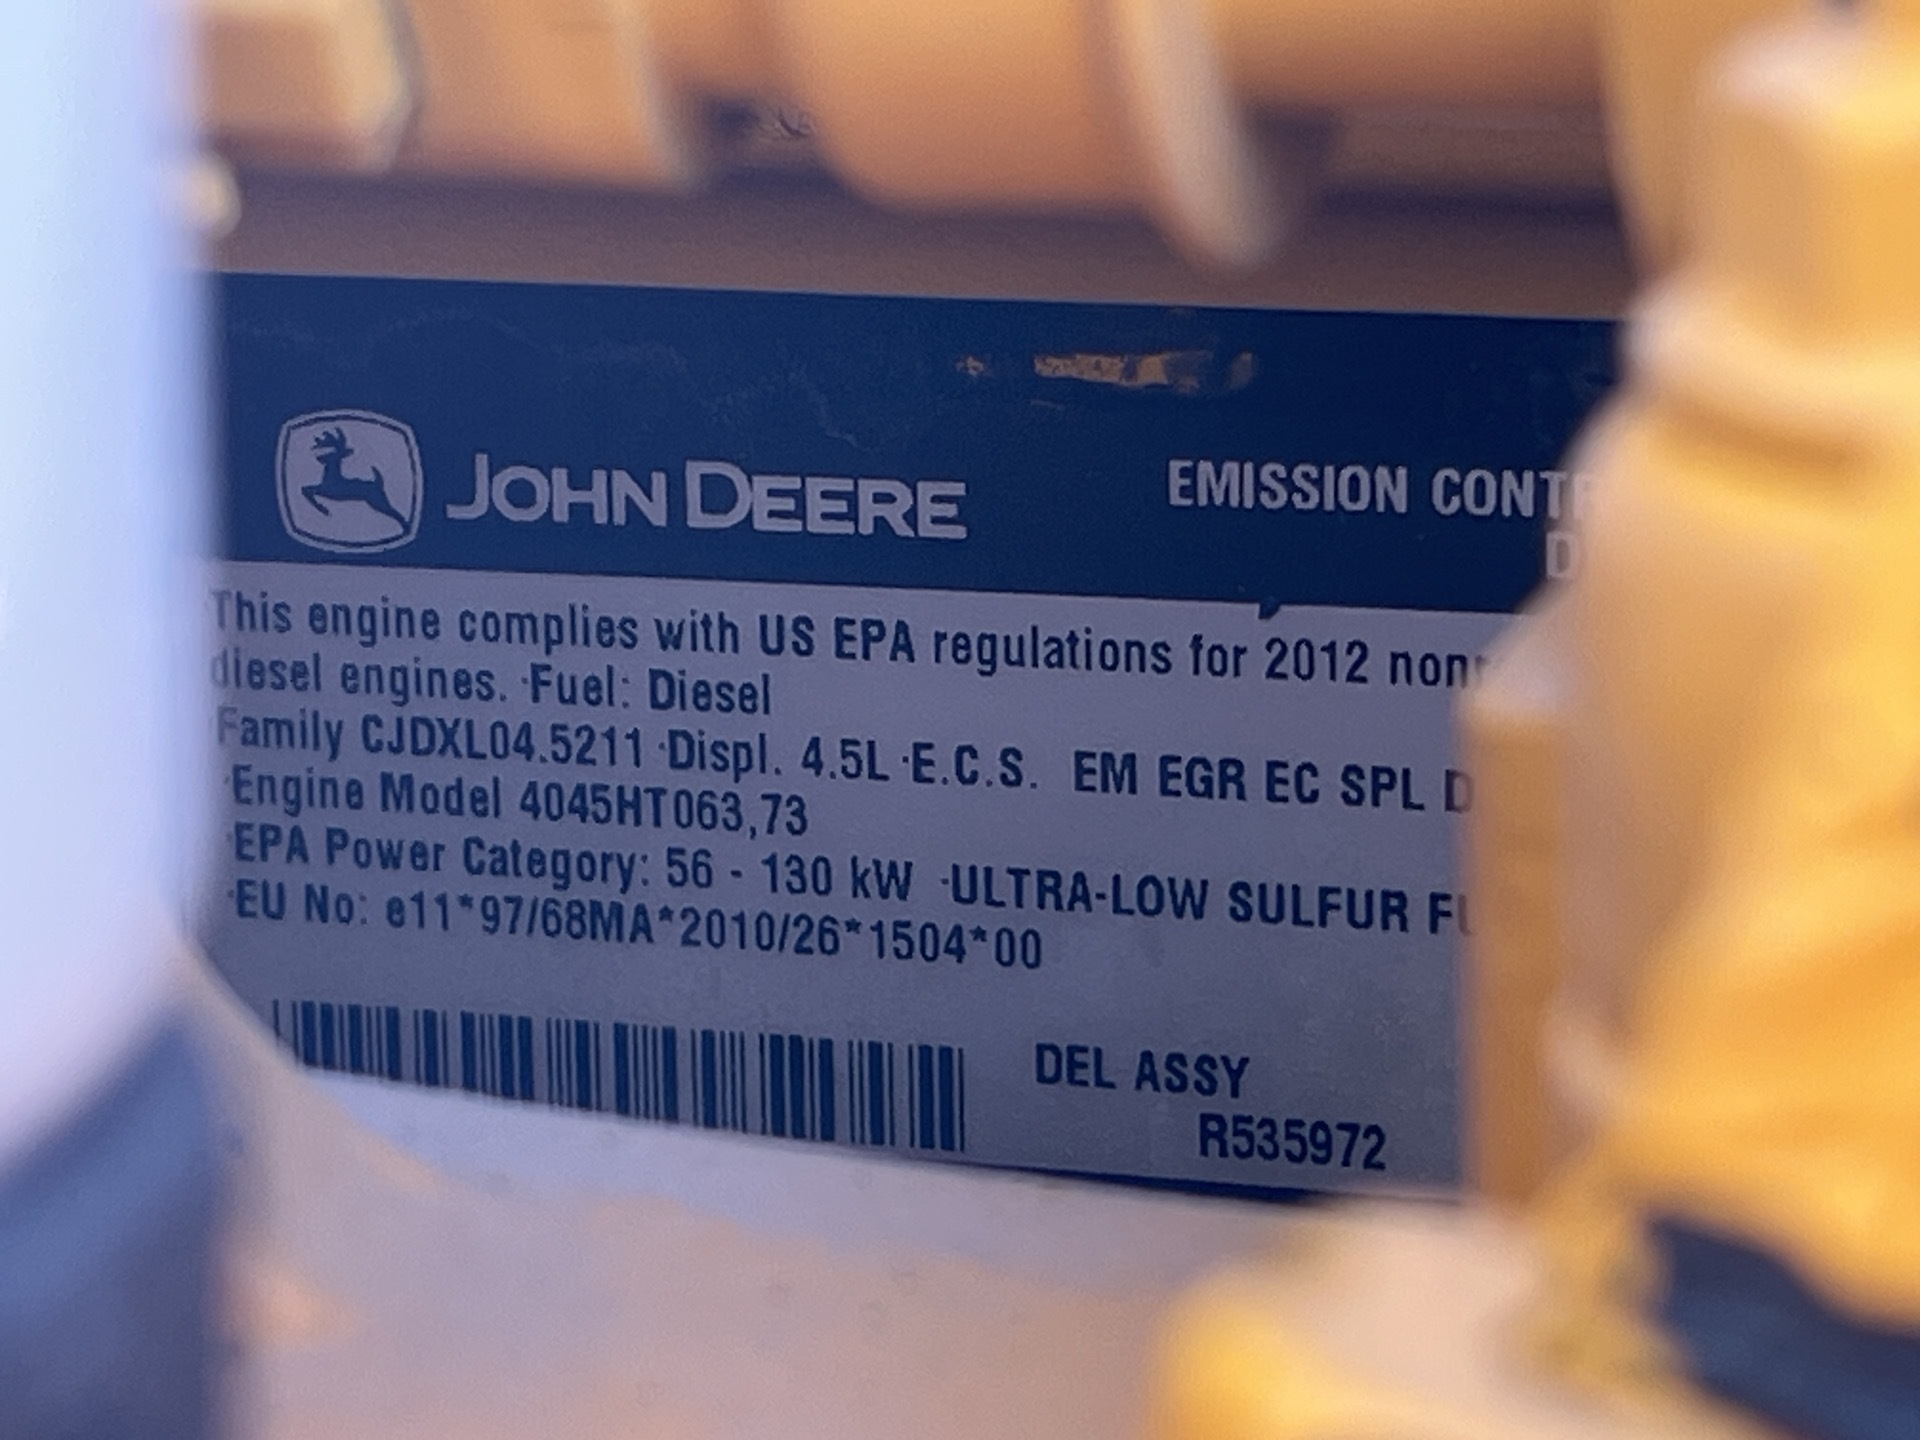 JOHN DEERE
EMISSION CONT
D
This engine complies with US EPA regulations for 2012 non
diesel engines. ·Fuel: Diesel
Family CJDXL04.5211 ·Displ. 4.5L ·E.C.S. EM EGR EC SPL D
·Engine Model 4045HT063,73
·EPA Power Category: 56 - 130 kW ·ULTRA-LOW SULFUR FU
·EU No: e11*97/68MA*2010/26*1504*00
DEL ASSY
R535972